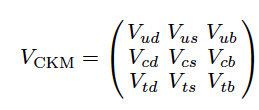 V_ud V_us V_ub
V_CKM = ( V_cd V_cs V_cb )
V_td V_ts V_tb